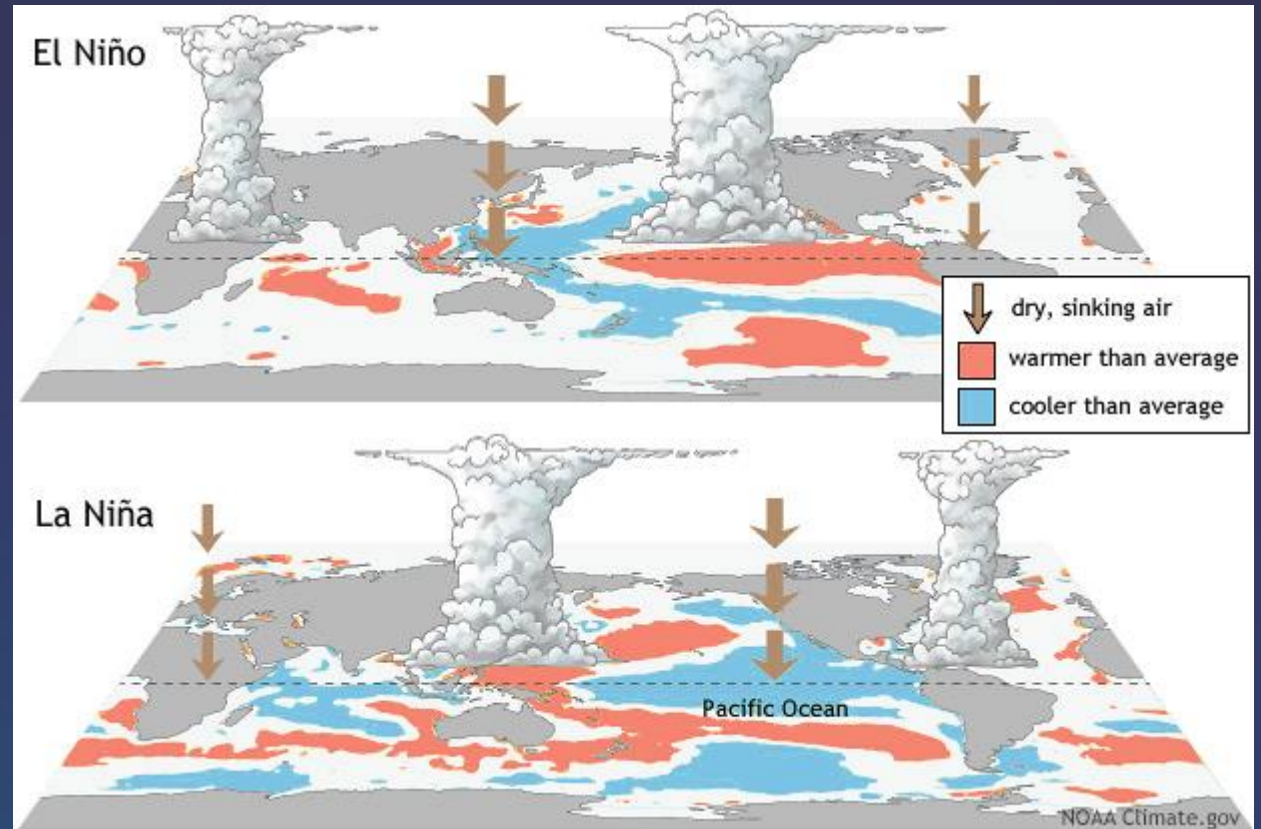 El Niño
dry, sinking air
warmer than average
cooler than average
La Niña
Pacific Ocean
NOAA Climate.gov